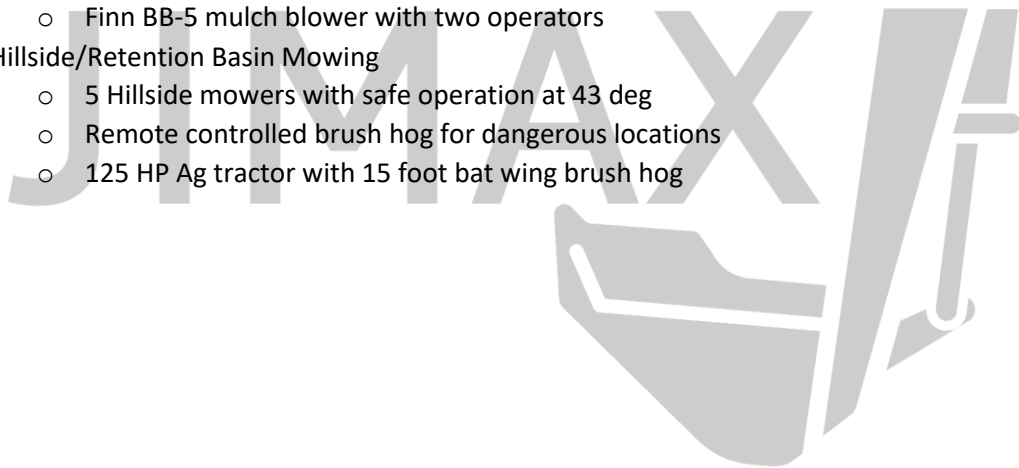 o Finn BB-5 mulch blower with two operators
Hillside/Retention Basin Mowing
o 5 Hillside mowers with safe operation at 43 deg
o Remote controlled brush hog for dangerous locations
o 125 HP Ag tractor with 15 foot bat wing brush hog
JIMAX